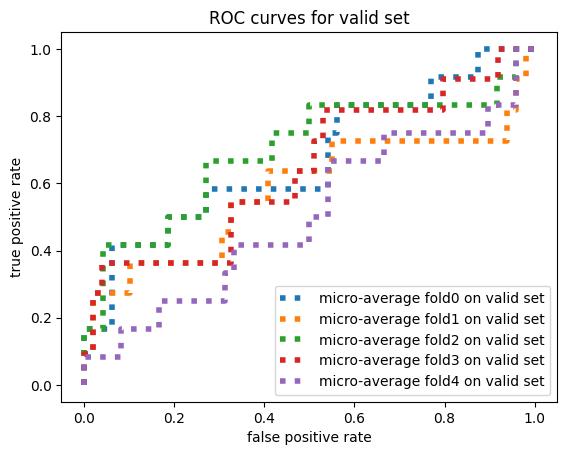 ROC curves for valid set
true positive rate
1.0
0.8
0.6
0.4
0.2
0.0
micro-average fold0 on valid set
micro-average fold1 on valid set
micro-average fold2 on valid set
micro-average fold3 on valid set
micro-average fold4 on valid set
0.0 0.2 0.4 0.6 0.8 1.0
false positive rate